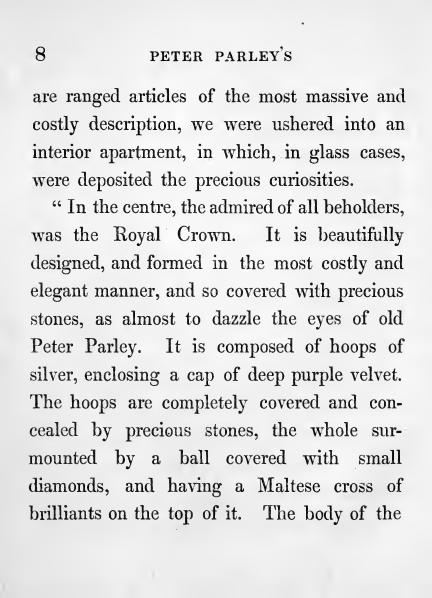 8 PETER PARLEY'S
are ranged articles of the most massive and
costly description, we were ushered into an
interior apartment, in which, in glass cases,
were deposited the precious curiosities.
“ In the centre, the admired of all beholders,
was the Royal Crown. It is beautifully
designed, and formed in the most costly and
elegant manner, and so covered with precious
stones, as almost to dazzle the eyes of old
Peter Parley. It is composed of hoops of
silver, enclosing a cap of deep purple velvet.
The hoops are completely covered and con-
cealed by precious stones, the whole sur-
mounted by a ball covered with small
diamonds, and having a Maltese cross of
brilliants on the top of it. The body of the